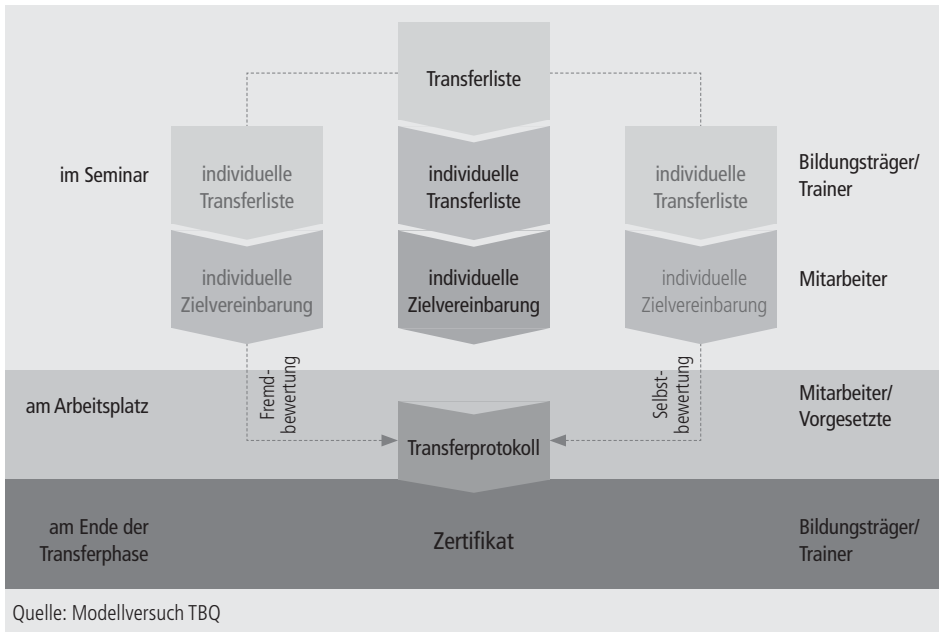 Transferliste
im Seminar
individuelle
Transferliste
individuelle
Transferliste
individuelle
Transferliste
Bildungsträger/
Trainer
individuelle
Zielvereinbarung
individuelle
Zielvereinbarung
individuelle
Zielvereinbarung
Mitarbeiter
Fremd-
bewertung
Selbst-
bewertung
am Arbeitsplatz
Transferprotokoll
Mitarbeiter/
Vorgesetzte
am Ende der
Transferphase
Zertifikat
Bildungsträger/
Trainer
Quelle: Modellversuch TBQ